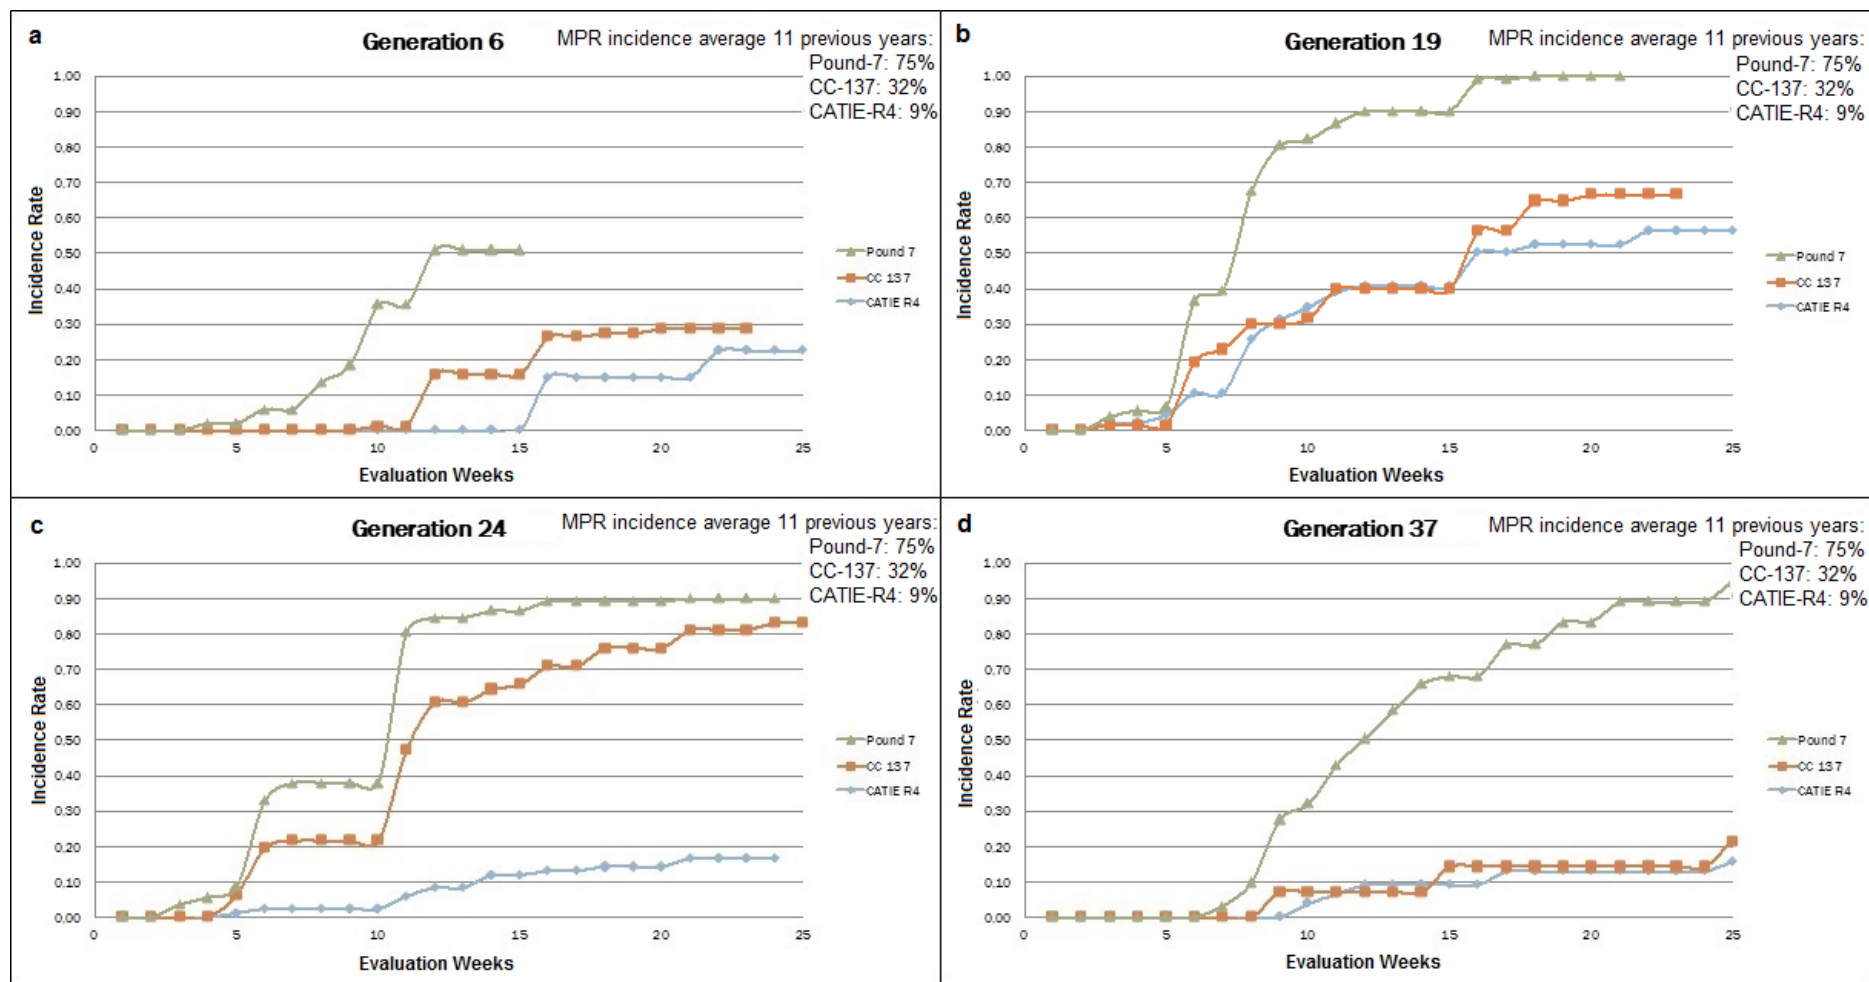 a
Generation 6
MPR incidence average 11 previous years:
Pound-7: 75%
CC-137: 32%
CATIE-R4: 9%
1.00
0.90
0.80
0.70
0.60
0.50
0.40
0.30
0.20
0.10
0.00
Incidence Rate
0 5 10 15 20 25
Evaluation Weeks
Pound 7
CC 137
CATIE R4
b
Generation 19
MPR incidence average 11 previous years:
Pound-7: 75%
CC-137: 32%
CATIE-R4: 9%
1.00
0.90
0.80
0.70
0.60
0.50
0.40
0.30
0.20
0.10
0.00
Incidence Rate
0 5 10 15 20 25
Evaluation Weeks
Pound 7
CC 137
CATIE R4
c
Generation 24
MPR incidence average 11 previous years:
Pound-7: 75%
CC-137: 32%
CATIE-R4: 9%
1.00
0.90
0.80
0.70
0.60
0.50
0.40
0.30
0.20
0.10
0.00
Incidence Rate
0 5 10 15 20 25
Evaluation Weeks
Pound 7
CC 137
CATIE R4
d
Generation 37
MPR incidence average 11 previous years:
Pound-7: 75%
CC-137: 32%
CATIE-R4: 9%
1.00
0.90
0.80
0.70
0.60
0.50
0.40
0.30
0.20
0.10
0.00
Incidence Rate
0 5 10 15 20 25
Evaluation Weeks
Pound 7
CC 137
CATIE R4